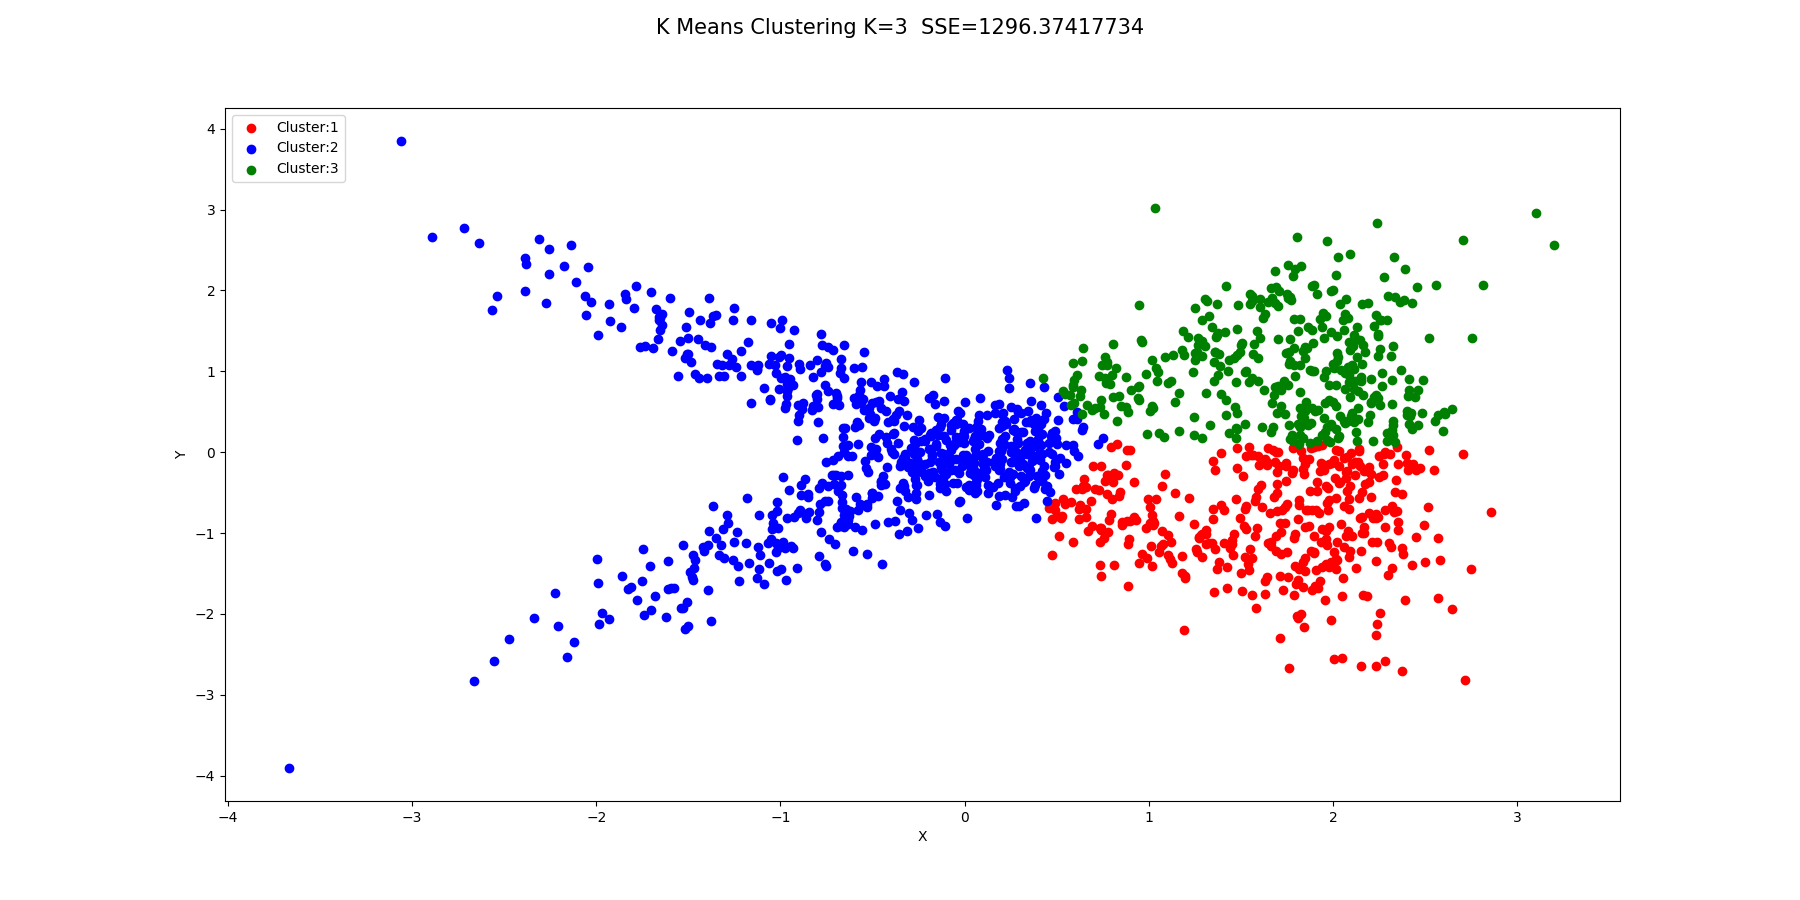 K Means Clustering K=3  SSE=1296.37417734
Cluster:1
Cluster:2
Cluster:3
4
3
2
1
0
−1
−2
−3
−4
Y
−4 −3 −2 −1 0 1 2 3
X